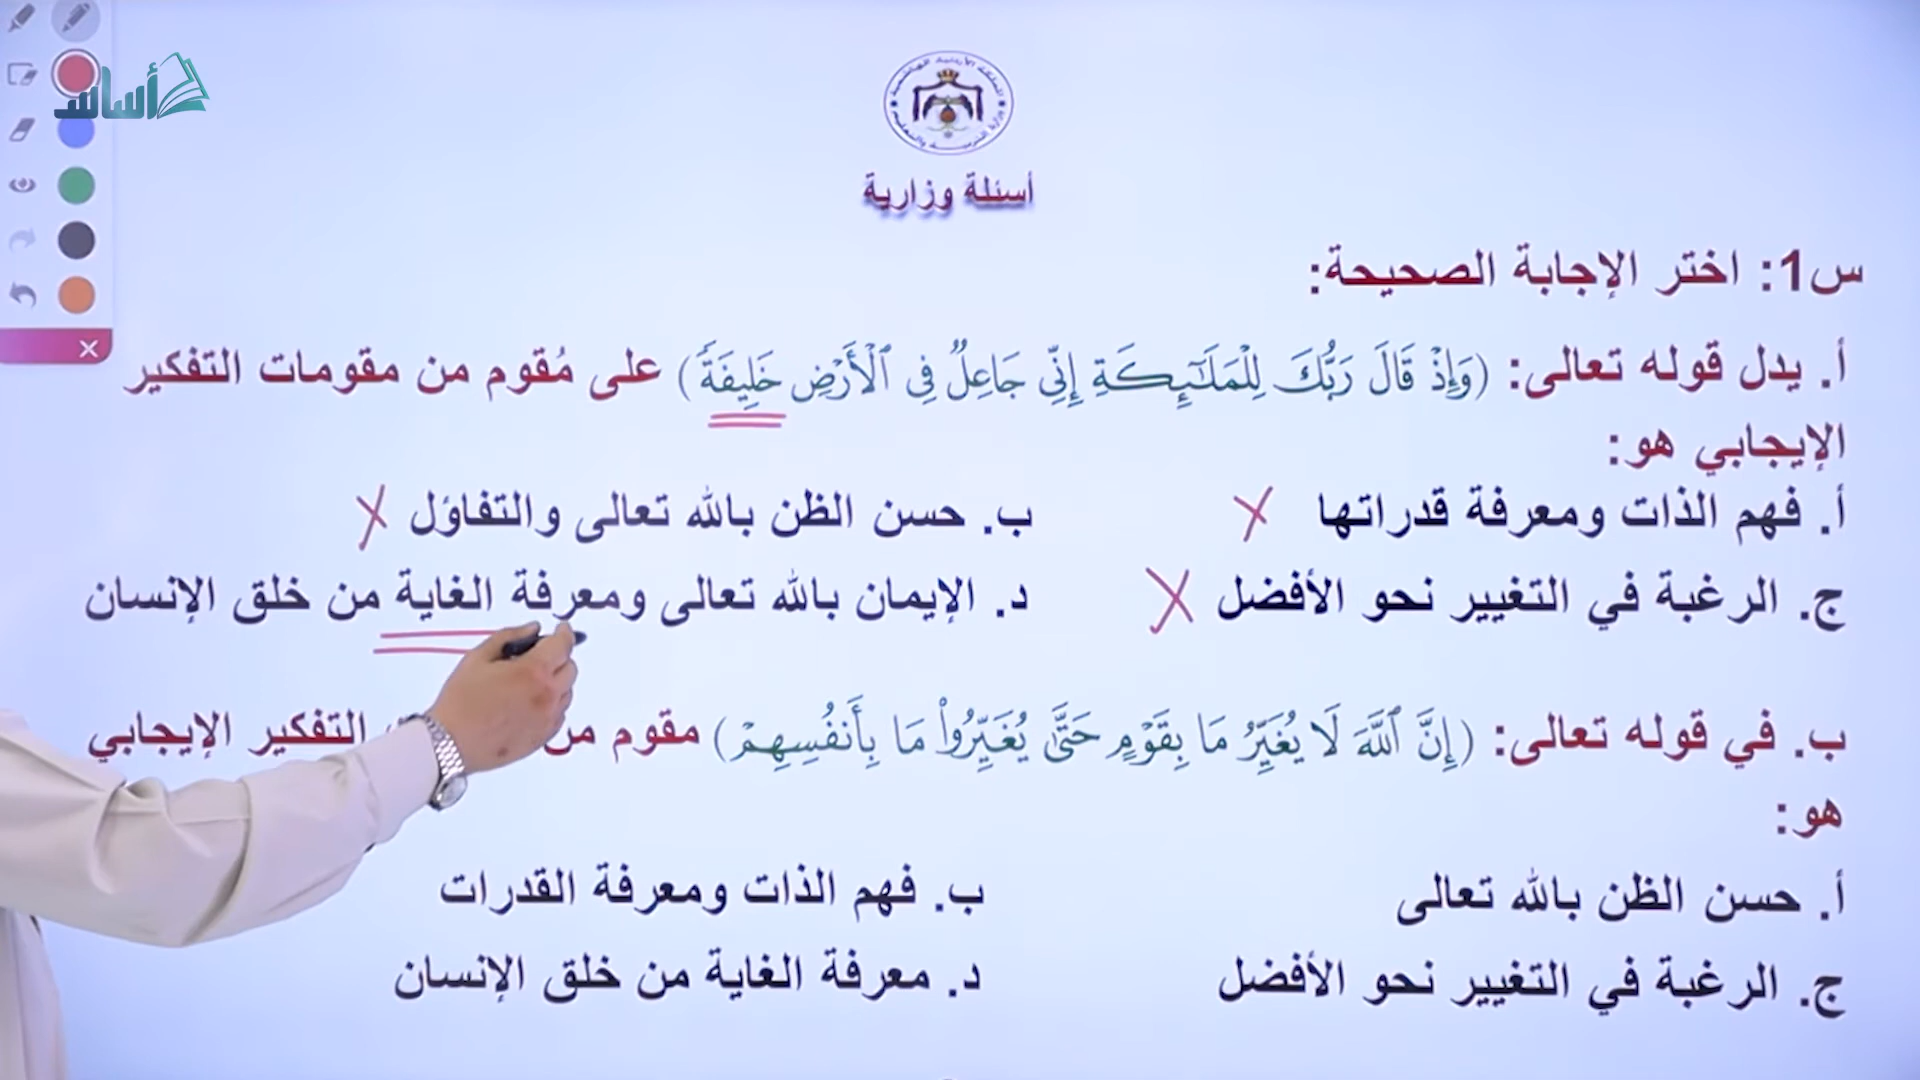 أساس
أسئلة وزارية
س1: اختر الإجابة الصحيحة:
أ. يدل قوله تعالى: (وَإِذْ قَالَ رَبُّكَ لِلْمَلَٰٓئِكَةِ إِنِّي جَاعِلٌ فِي ٱلْأَرْضِ خَلِيفَةً) على مُقوم من مقومات التفكير
الإيجابي هو:
أ. فهم الذات ومعرفة قدراتها
ب. حسن الظن بالله تعالى والتفاؤل
ج. الرغبة في التغيير نحو الأفضل
د. الإيمان بالله تعالى ومعرفة الغاية من خلق الإنسان
ب. في قوله تعالى: (إِنَّ ٱللَّهَ لَا يُغَيِّرُ مَا بِقَوْمٍ حَتَّىٰ يُغَيِّرُواْ مَا بِأَنفُسِهِمْ) مقوم من التفكير الإيجابي
هو:
أ. حسن الظن بالله تعالى
ب. فهم الذات ومعرفة القدرات
ج. الرغبة في التغيير نحو الأفضل
د. معرفة الغاية من خلق الإنسان